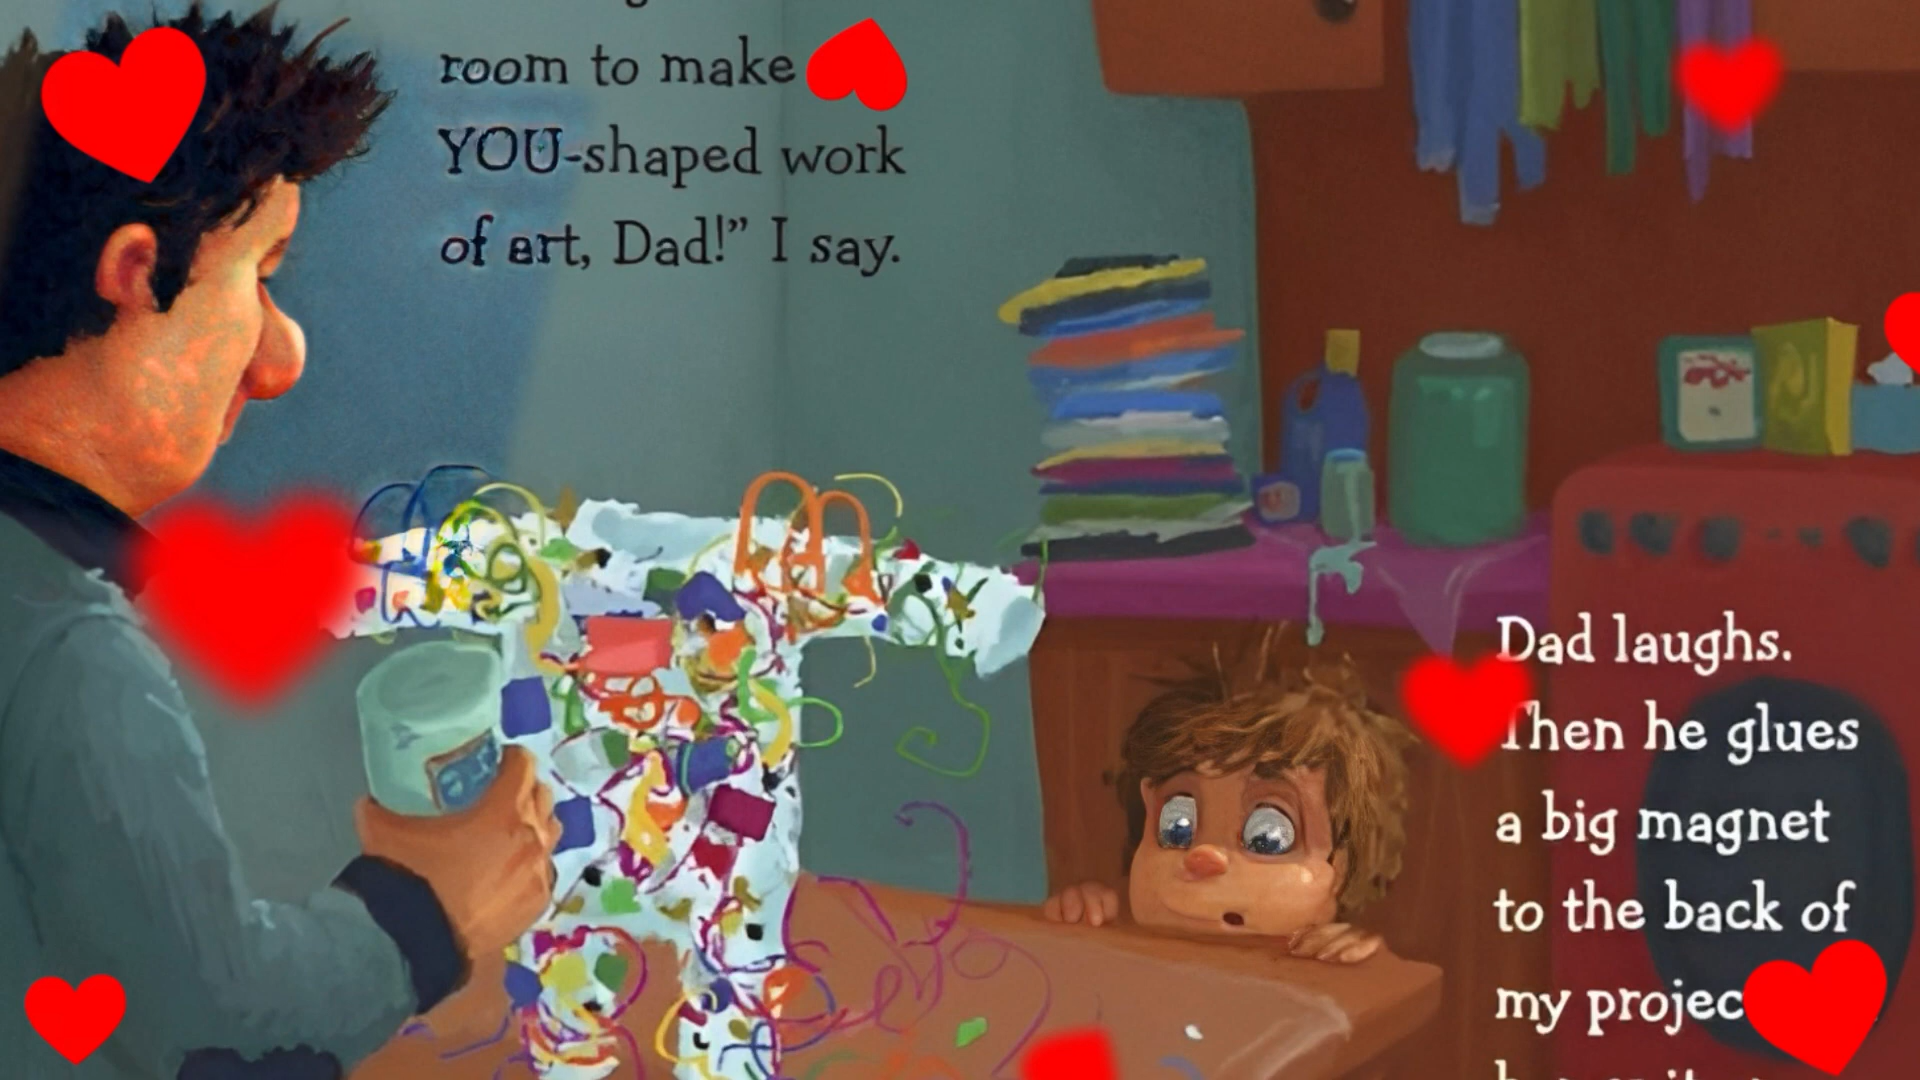 room to make
YOU-shaped work
of art, Dad!” I say.
Dad laughs.
Then he glues
a big magnet
to the back of
my projec